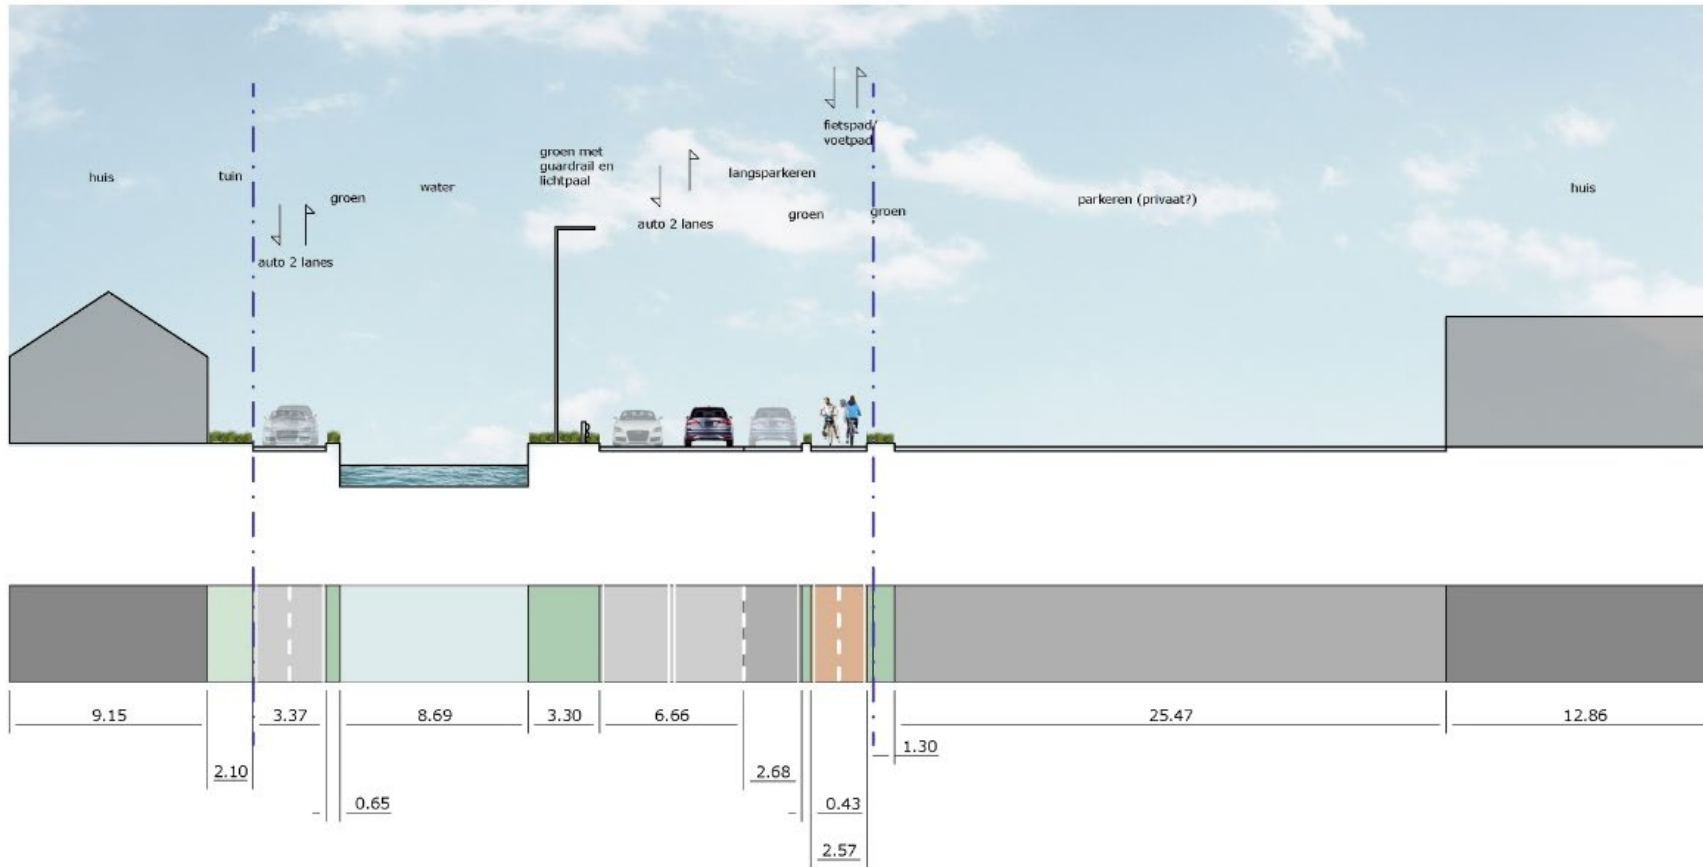 fietspad/
voetpad
groen met
guardrail en
lichtpaal
huis
tuin
groen
water
langsparkeren
auto 2 lanes
groen
groen
parkeren (privaat?)
huis
auto 2 lanes
9.15
3.37
8.69
3.30
6.66
25.47
12.86
1.30
2.10
2.68
0.65
0.43
2.57